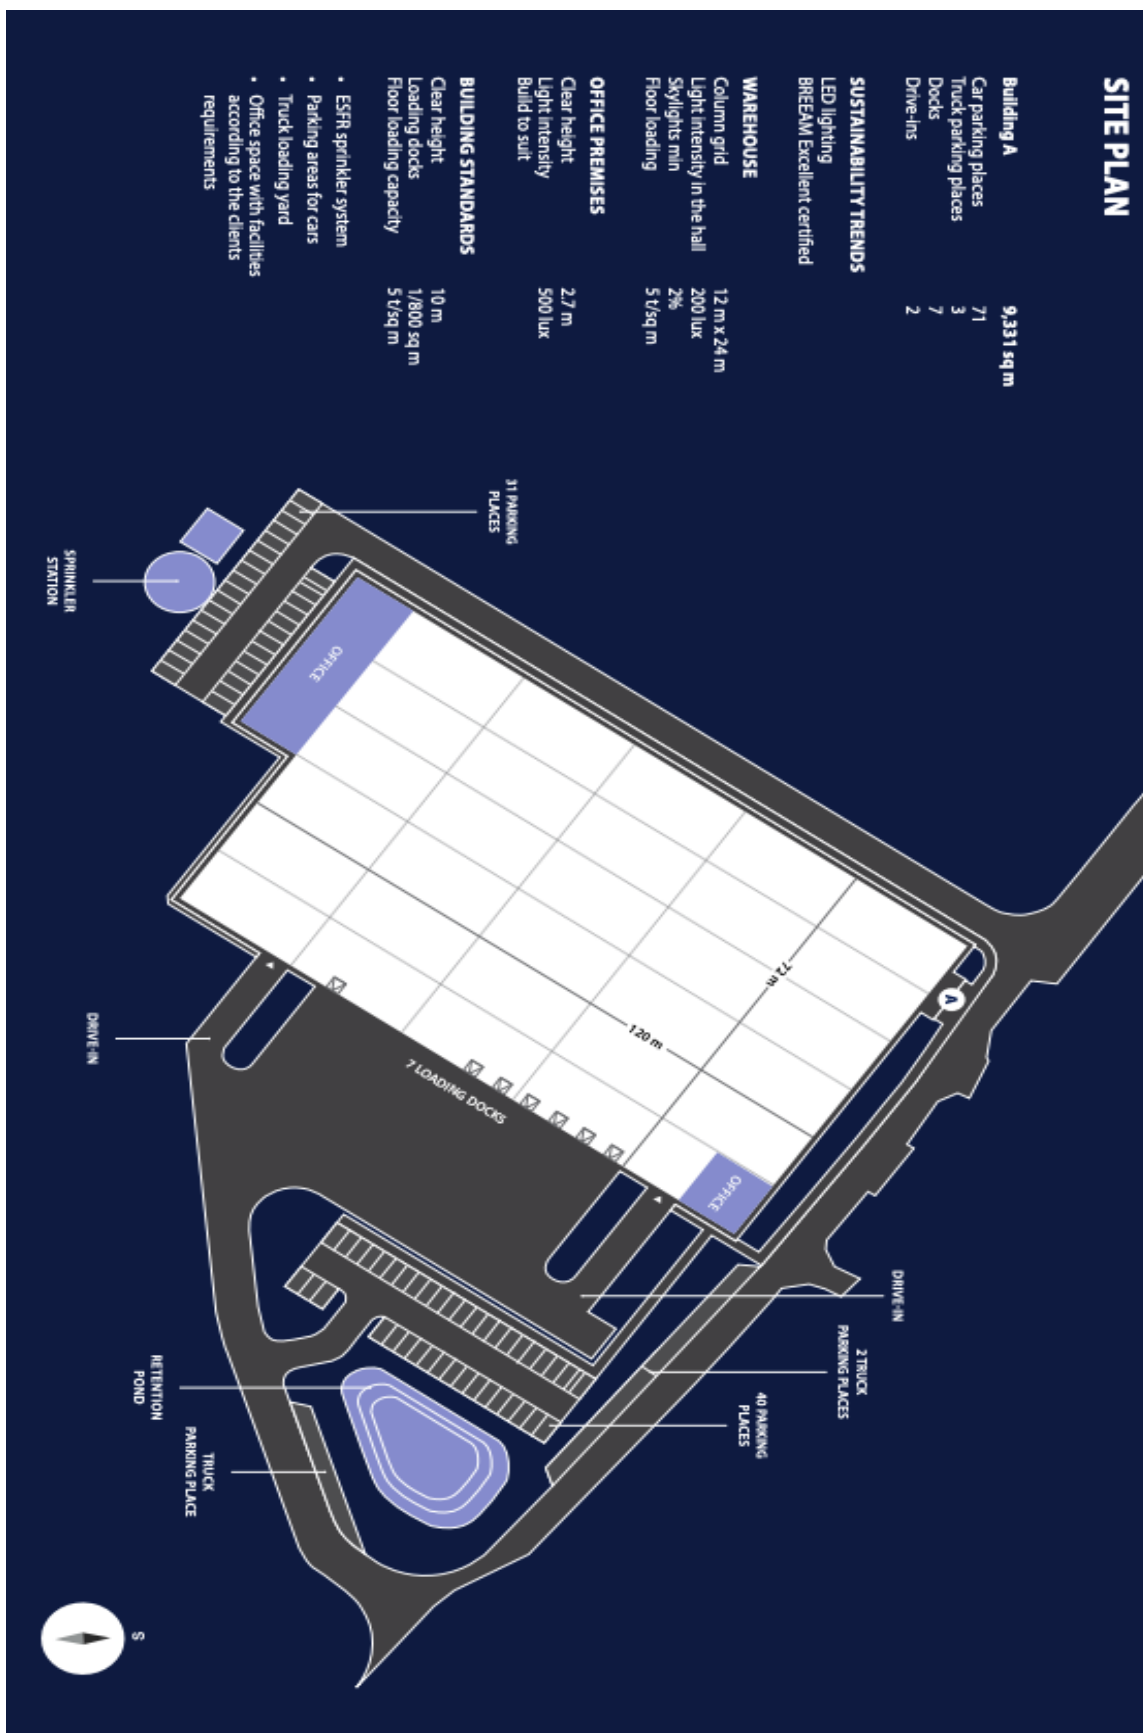 SITE PLAN
Building A 9,331 sq m
Car parking places 71
Truck parking places 3
Docks 7
Drive-ins 2
SUSTAINABILITY TRENDS
LED lighting
BREEAM Excellent certified
WAREHOUSE
Column grid 12 m x 24 m
Light intensity in the hall 200 lux
Skylights min 2%
Floor loading 5 t/sq m
OFFICE PREMISES
Clear height 2.7 m
Light intensity 500 lux
Build to suit
BUILDING STANDARDS
Clear height 10 m
Loading docks 1/800 sq m
Floor loading capacity 5 t/sq m
• ESFR sprinkler system
• Parking areas for cars
• Truck loading yard
• Office space with facilities
according to the clients
requirements
31 PARKING
PLACES
SPRINKLER
STATION
OFFICE
72 m
120 m
A
7 LOADING DOCKS
OFFICE
DRIVE-IN
DRIVE-IN
2 TRUCK
PARKING PLACES
40 PARKING
PLACES
RETENTION
POND
TRUCK
PARKING PLACE
S